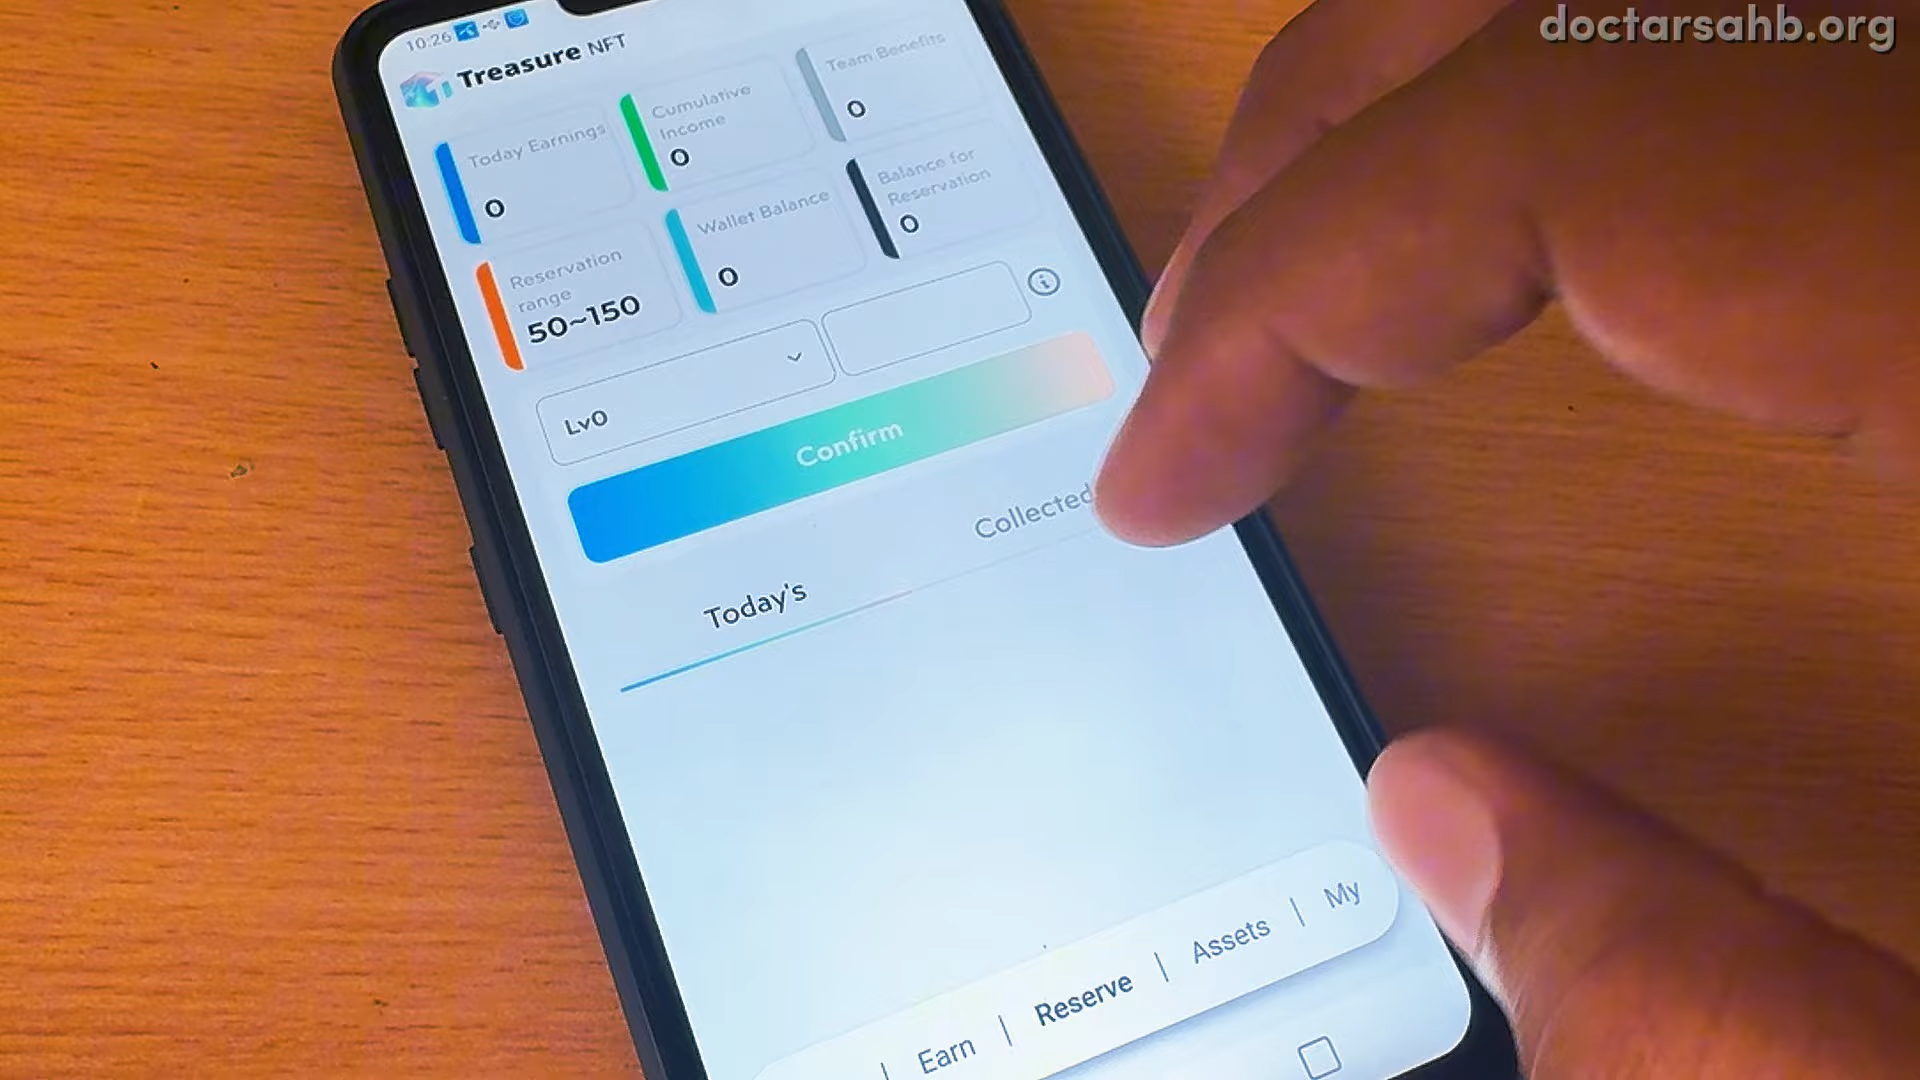 doctarsahb.org
10:26
Treasure NFT
Today Earnings
0
Cumulative
Income
0
Team Benefits
0
Reservation
range
50~150
Wallet Balance
0
Balance for
Reservation
0
Lv0
Confirm
Today's
Collected
Earn | Reserve | Assets | My